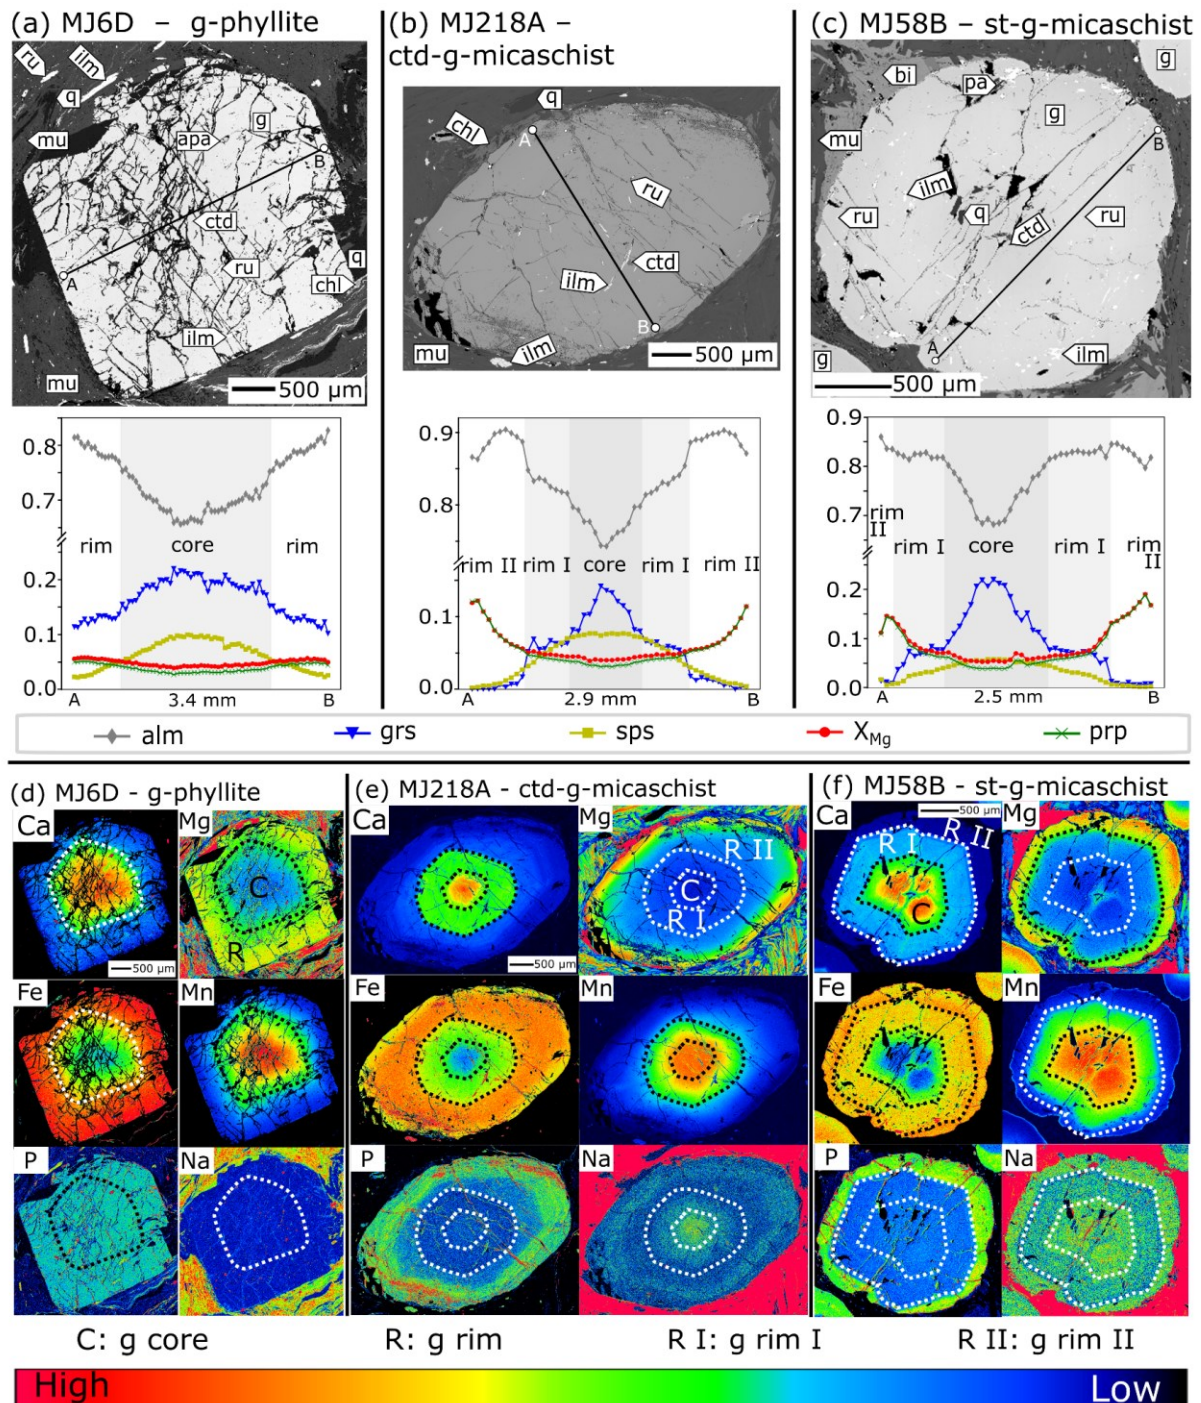 (a) MJ6D – g-phyllite
ru
ilm
q
mu
apa
g
B
ctd
A
ru
q
chl
ilm
mu
500 µm
(b) MJ218A –
ctd-g-micaschist
q
chl
A
ru
ctd
ilm
B
mu
ilm
500 µm
(c) MJ58B – st-g-micaschist
g
bi
pa
g
mu
B
ilm
ru
q
ctd
ru
A
g
ilm
500 µm
0.8
0.7
rim core rim
0.2
0.1
0.0
A 3.4 mm B
0.9
0.8
rim II rim I core rim I rim II
0.1
0.0
A 2.9 mm B
0.9
0.8
0.7
rim
II
rim I core rim I
rim
II
0.2
0.1
0.0
A 2.5 mm B
alm grs sps X_Mg prp
(d) MJ6D - g-phyllite
Ca
Mg
C
R
500 µm
Fe
Mn
P
Na
(e) MJ218A - ctd-g-micaschist
Ca
Mg
R II
C
R I
500 µm
Fe
Mn
P
Na
(f) MJ58B - st-g-micaschist
Ca
500 µm
Mg
R I
R II
C
Fe
Mn
P
Na
C: g core R: g rim R I: g rim I R II: g rim II
High Low